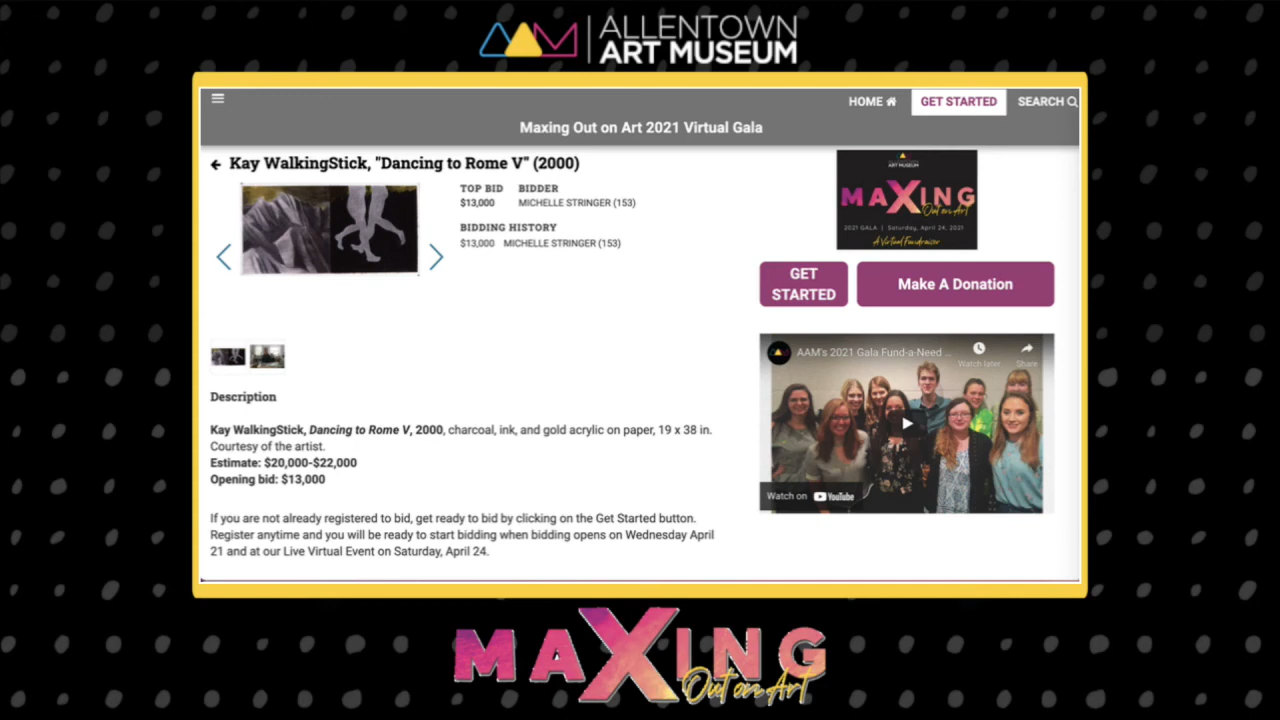 ALLENTOWN
ART MUSEUM
HOME
GET STARTED
SEARCH
Maxing Out on Art 2021 Virtual Gala
Kay WalkingStick, "Dancing to Rome V" (2000)
TOP BID BIDDER
$13,000 MICHELLE STRINGER (153)
BIDDING HISTORY
$13,000 MICHELLE STRINGER (153)
ALLENTOWN
ART MUSEUM
MAXING
Out on Art
2021 GALA | Saturday, April 24, 2021
A Virtual Fundraiser
GET
STARTED
Make A Donation
AAM's 2021 Gala Fund-a-Need ...
Watch later
Share
Watch on YouTube
Description
Kay WalkingStick, Dancing to Rome V, 2000, charcoal, ink, and gold acrylic on paper, 19 x 38 in.
Courtesy of the artist.
Estimate: $20,000-$22,000
Opening bid: $13,000
If you are not already registered to bid, get ready to bid by clicking on the Get Started button.
Register anytime and you will be ready to start bidding when bidding opens on Wednesday April
21 and at our Live Virtual Event on Saturday, April 24.
MAXING
Out on Art